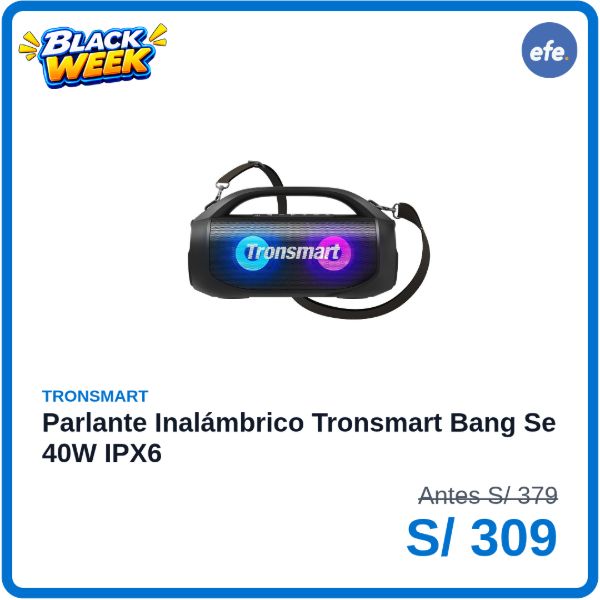 BLACK
WEEK
efe.
Tronsmart
TRONSMART
Parlante Inalámbrico Tronsmart Bang Se
40W IPX6
Antes S/ 379
S/ 309